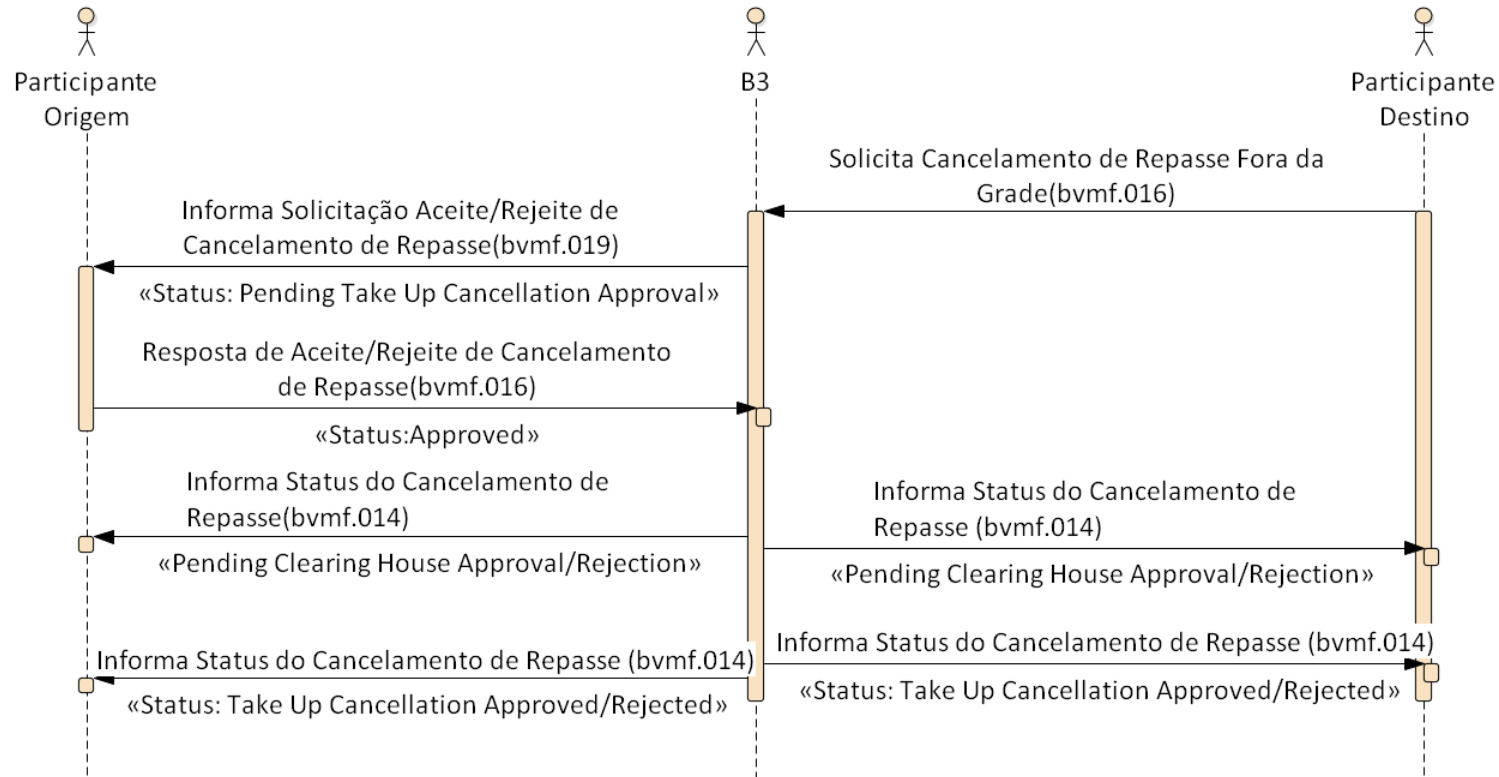 Participante
Origem
B3
Participante
Destino
Solicita Cancelamento de Repasse Fora da
Grade(bvmf.016)
Informa Solicitação Aceite/Rejeite de
Cancelamento de Repasse(bvmf.019)
«Status: Pending Take Up Cancellation Approval»
Resposta de Aceite/Rejeite de Cancelamento
de Repasse(bvmf.016)
«Status:Approved»
Informa Status do Cancelamento de
Repasse(bvmf.014)
«Pending Clearing House Approval/Rejection»
Informa Status do Cancelamento de
Repasse (bvmf.014)
«Pending Clearing House Approval/Rejection»
Informa Status do Cancelamento de Repasse (bvmf.014)
«Status: Take Up Cancellation Approved/Rejected»
Informa Status do Cancelamento de Repasse (bvmf.014)
«Status: Take Up Cancellation Approved/Rejected»